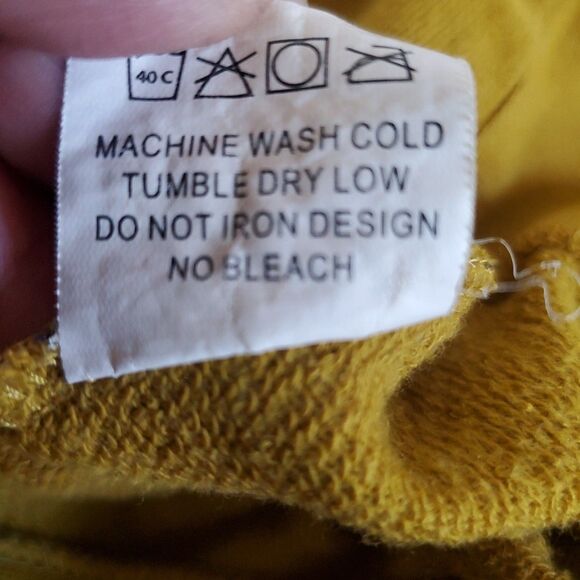 40 C
MACHINE WASH COLD
TUMBLE DRY LOW
DO NOT IRON DESIGN
NO BLEACH